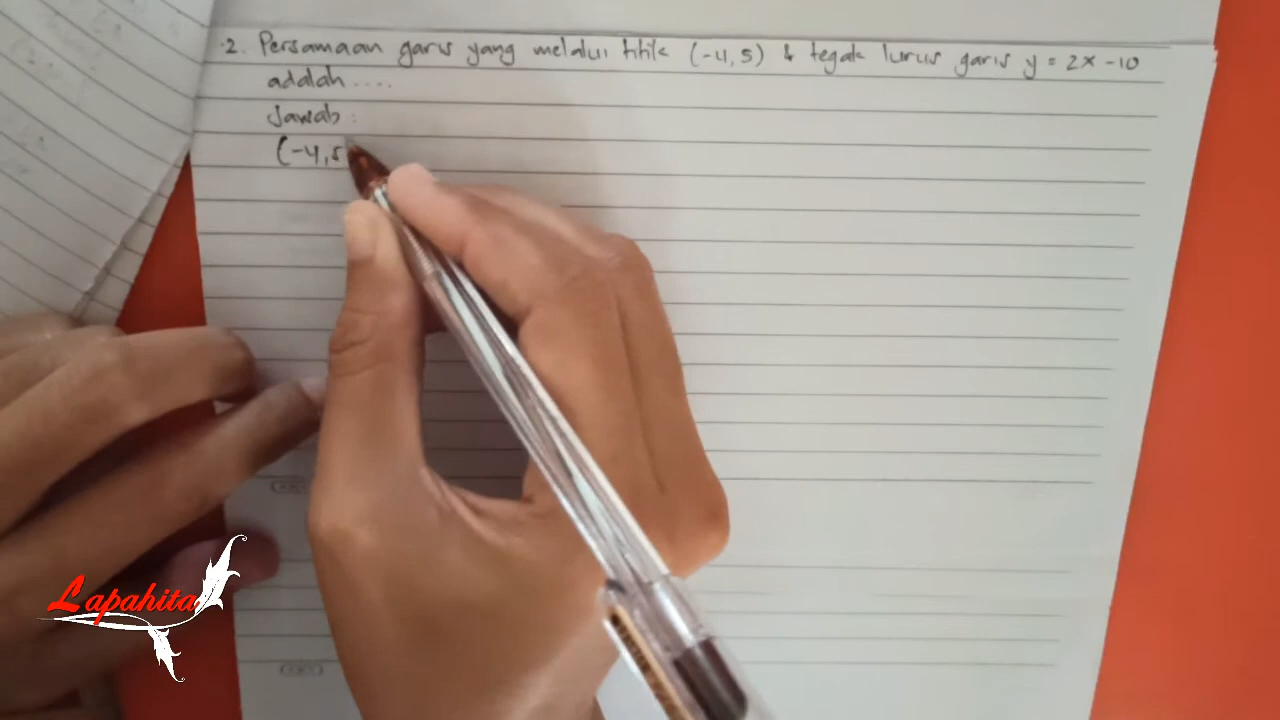 2. Persamaan garis yang melalui titik (-4,5) & tegak lurus garis y = 2x -10
adalah ....
Jawab :
(-4,5
Lapahita